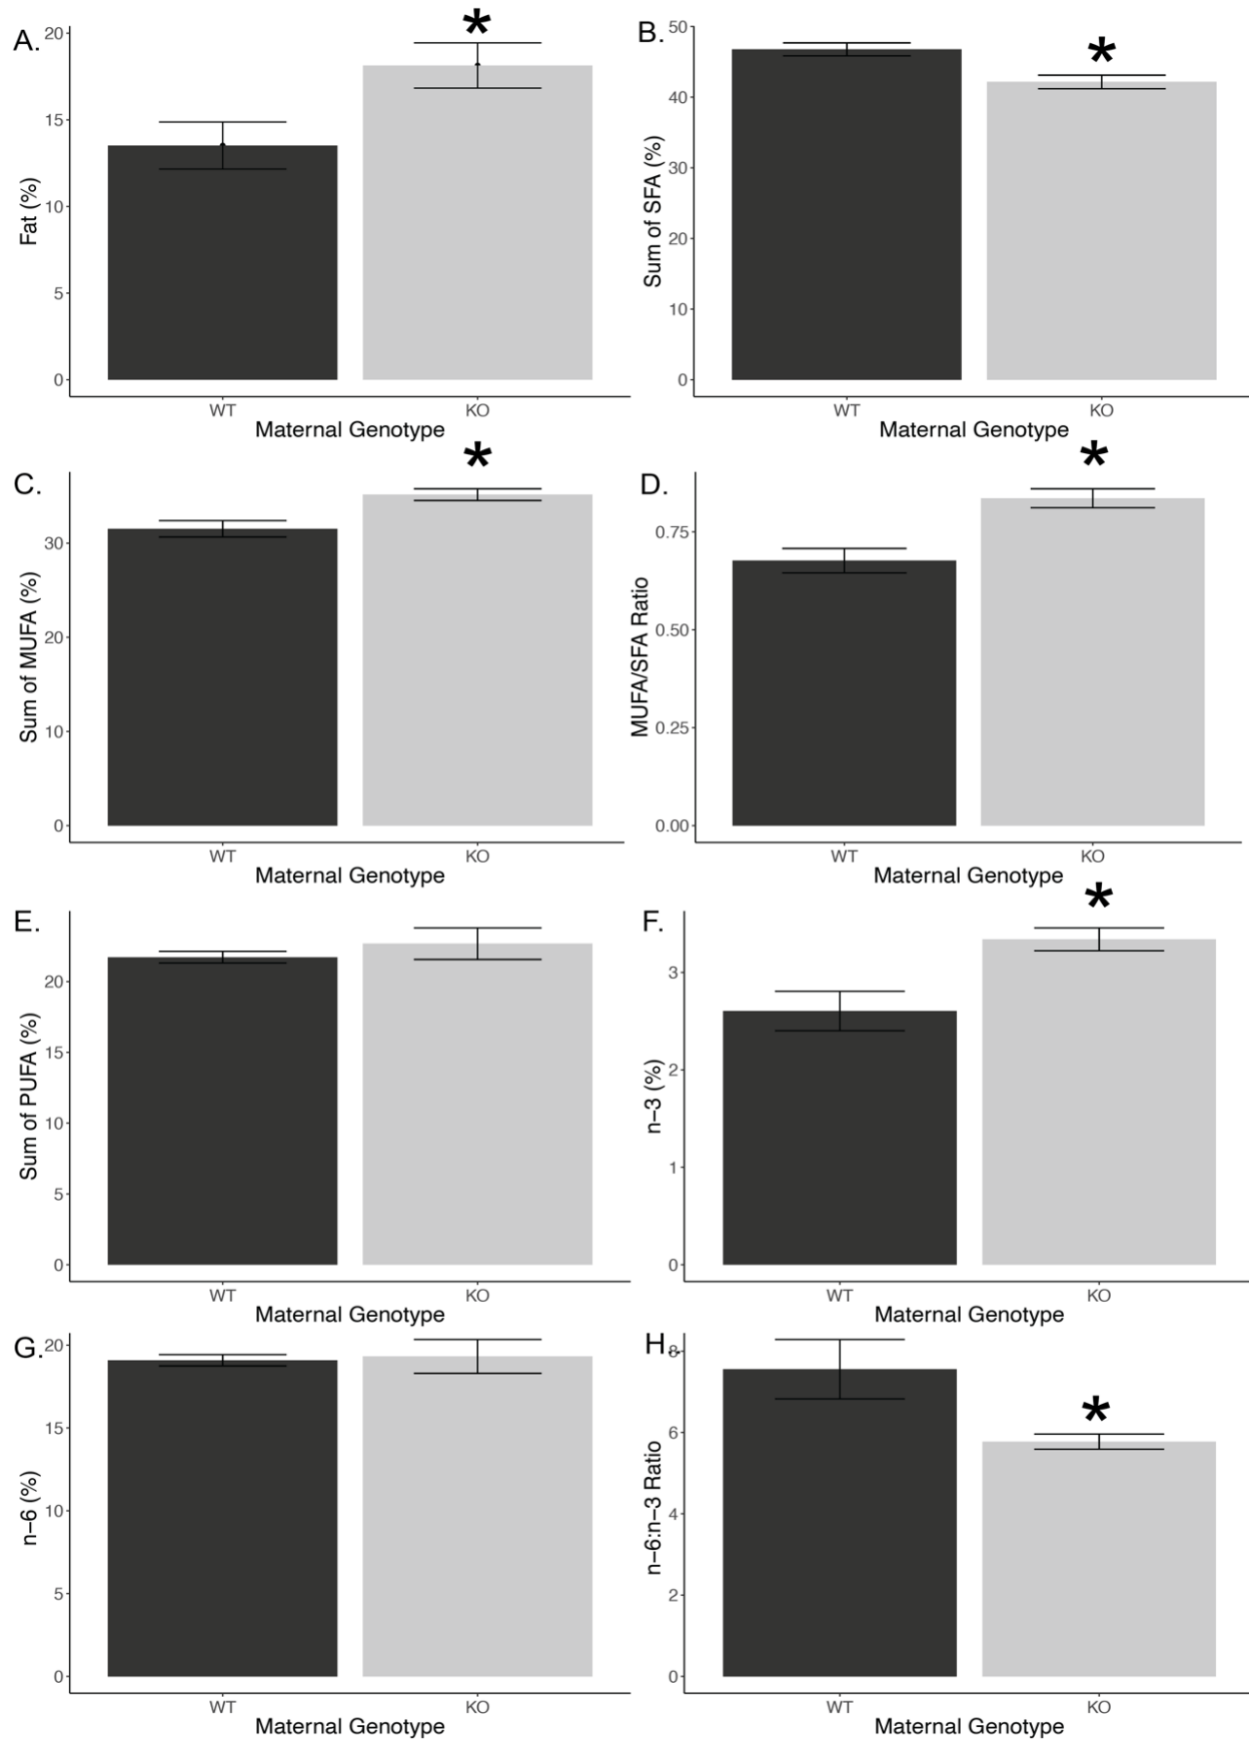 A.
*
20
15
10
5
0
Fat (%)
WT
KO
Maternal Genotype
B.
*
50
40
30
20
10
0
Sum of SFA (%)
WT
KO
Maternal Genotype
C.
*
30
20
10
0
Sum of MUFA (%)
WT
KO
Maternal Genotype
D.
*
0.75
0.50
0.25
0.00
MUFA/SFA Ratio
WT
KO
Maternal Genotype
E.
20
15
10
5
0
Sum of PUFA (%)
WT
KO
Maternal Genotype
F.
*
3
2
1
0
n−3 (%)
WT
KO
Maternal Genotype
G.
20
15
10
5
0
n−6 (%)
WT
KO
Maternal Genotype
H.
*
8
6
4
2
0
n−6:n−3 Ratio
WT
KO
Maternal Genotype